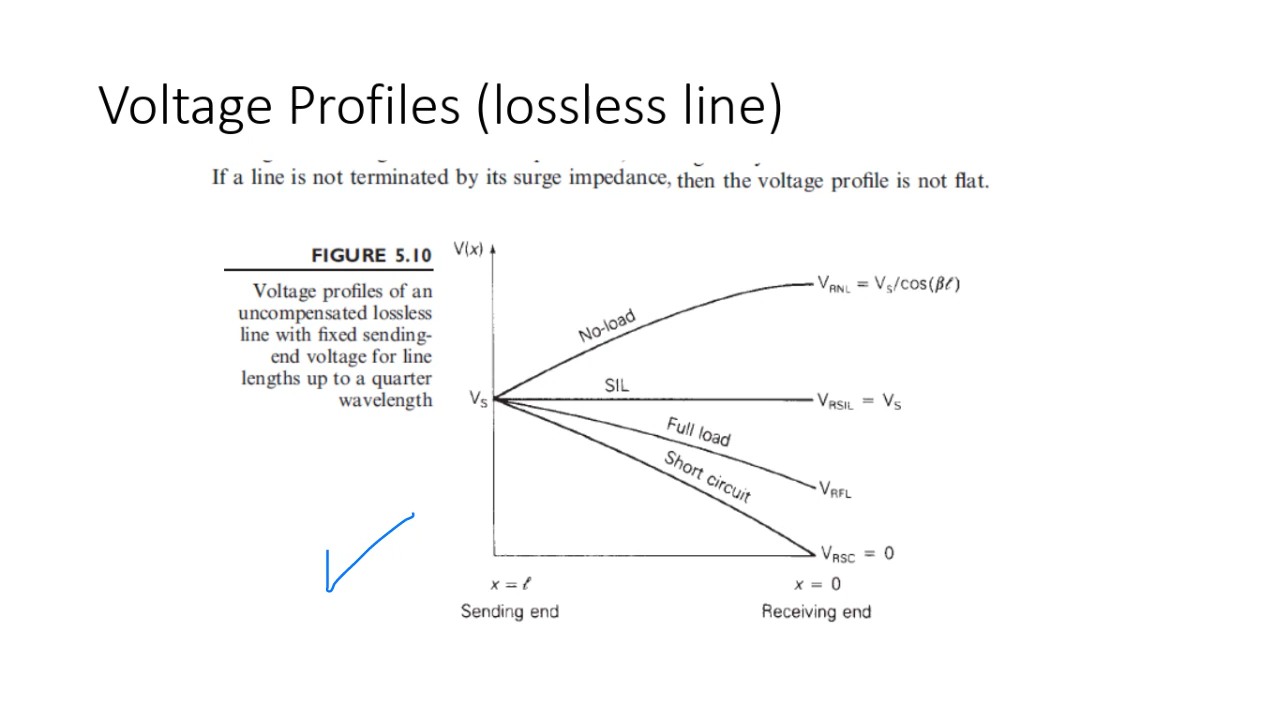 Voltage Profiles (lossless line)
If a line is not terminated by its surge impedance, then the voltage profile is not flat.
FIGURE 5.10
Voltage profiles of an
uncompensated lossless
line with fixed sending-
end voltage for line
lengths up to a quarter
wavelength
V(x)
No-load
V_RNL = V_S/cos(βℓ)
V_S
SIL
V_RSIL = V_S
Full load
V_RFL
Short circuit
V_RSC = 0
x = ℓ
Sending end
x = 0
Receiving end